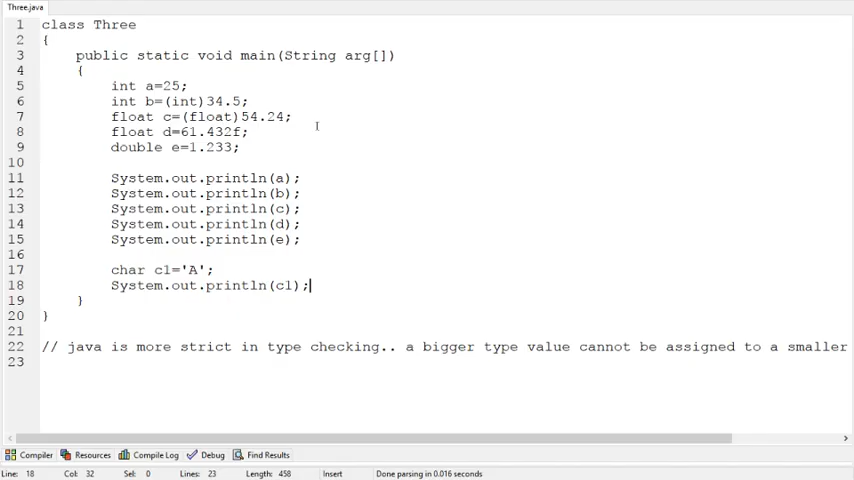 Three.java
1 class Three
2 {
3 public static void main(String arg[])
4 {
5 int a=25;
6 int b=(int)34.5;
7 float c=(float)54.24;
8 float d=61.432f;
9 double e=1.233;
10
11 System.out.println(a);
12 System.out.println(b);
13 System.out.println(c);
14 System.out.println(d);
15 System.out.println(e);
16
17 char c1='A';
18 System.out.println(c1);
19 }
20 }
21
22 // java is more strict in type checking.. a bigger type value cannot be assigned to a smaller
23
Compiler Resources Compile Log Debug Find Results
Line: 18 Col: 32 Sel: 0 Lines: 23 Length: 458 Insert Done parsing in 0.016 seconds